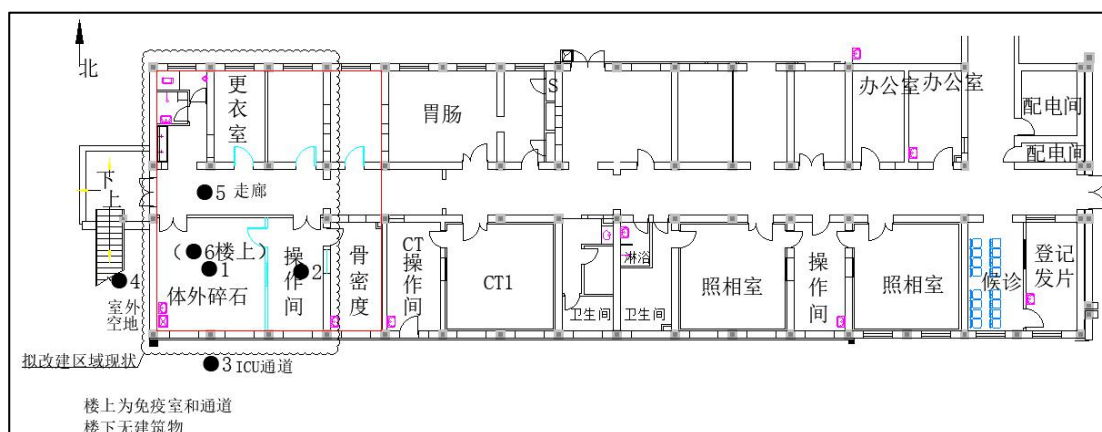 北
更衣室
胃肠
S
办公室
办公室
配电间
配电间
下
上
●5 走廊
(●6楼上)
●1
体外碎石
操作间
●2
骨密度
CT操作间
CT1
卫生间
淋浴
卫生间
照相室
操作间
照相室
候诊
登记发片
●4
室外空地
●3 ICU通道
拟改建区域现状
楼上为免疫室和通道
楼下无建筑物